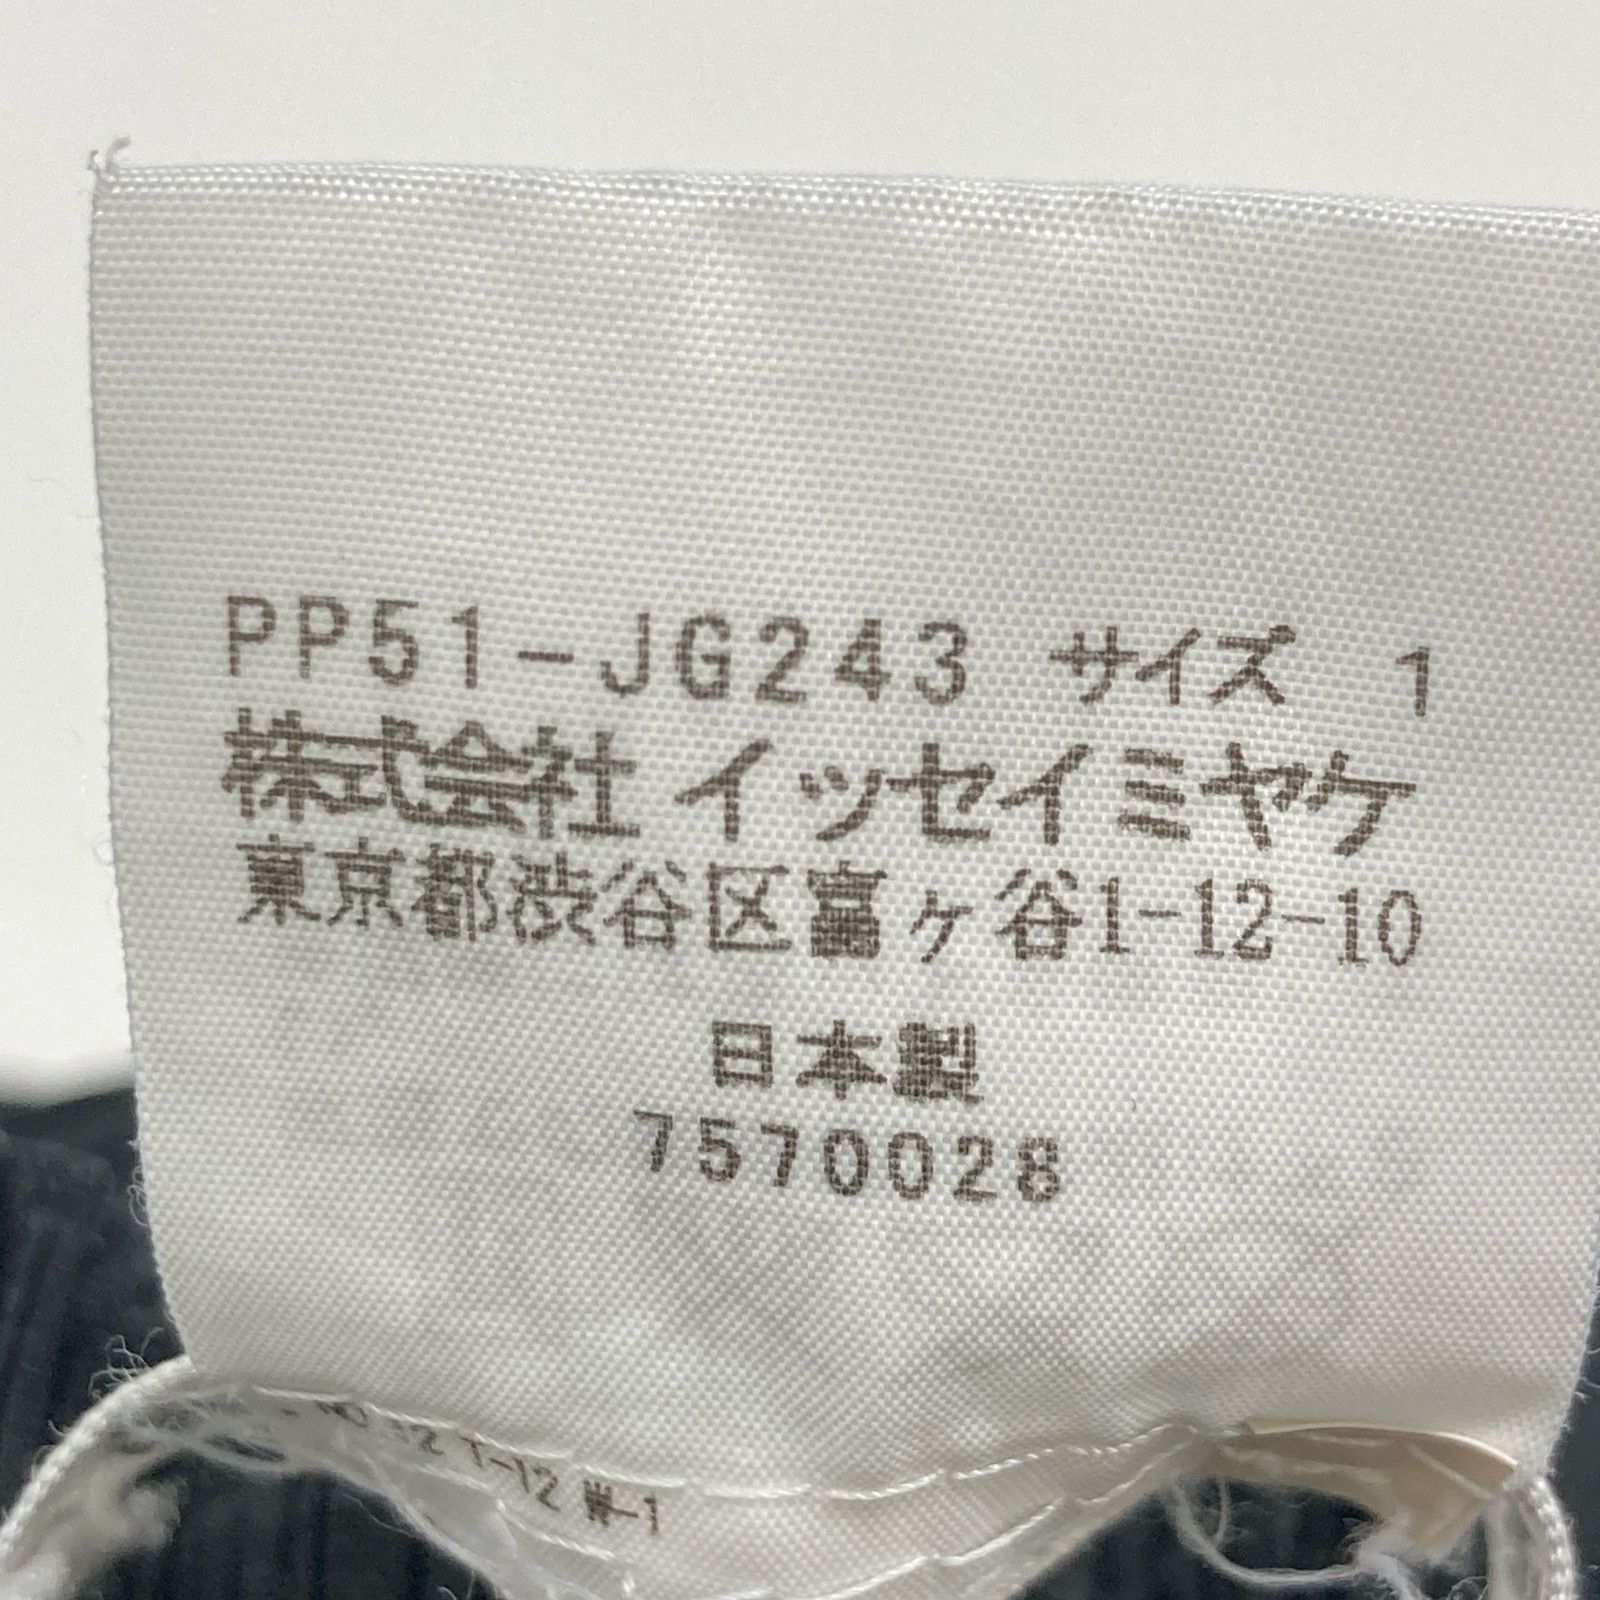 PP51-JG243 サイズ 1
株式会社 イッセイミヤケ
東京都渋谷区富ヶ谷1-12-10
日本製
7570028
T-12